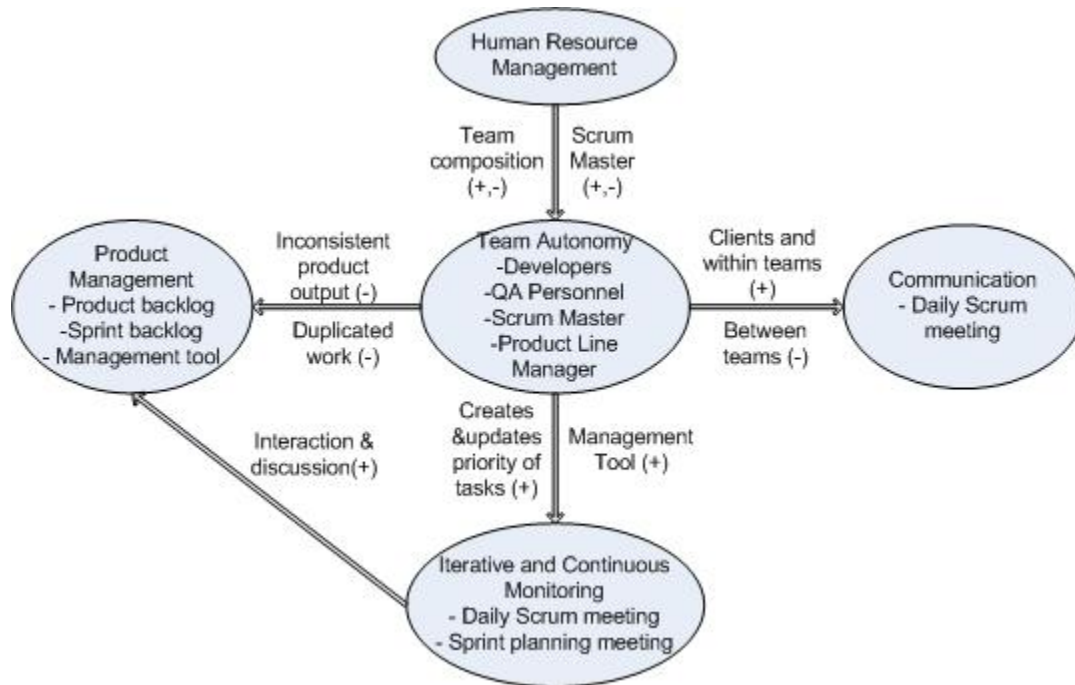 Human Resource
Management
Team
composition
(+,-)
Scrum
Master
(+,-)
Product
Management
- Product backlog
-Sprint backlog
- Management tool
Inconsistent
product
output (-)
Duplicated
work (-)
Team Autonomy
-Developers
-QA Personnel
-Scrum Master
-Product Line
Manager
Clients and
within teams
(+)
Between
teams (-)
Communication
- Daily Scrum
meeting
Interaction &
discussion(+)
Creates
&updates
priority of
tasks (+)
Management
Tool (+)
Iterative and Continuous
Monitoring
- Daily Scrum meeting
- Sprint planning meeting